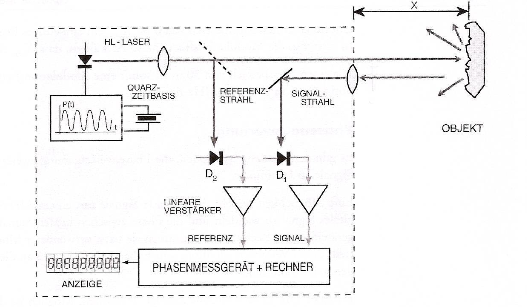 X
HL-LASER
P(t)
t
QUARZ-
ZEITBASIS
REFERENZ-
STRAHL
SIGNAL-
STRAHL
OBJEKT
D2
D1
LINEARE
VERSTÄRKER
REFERENZ
SIGNAL
PHASENMESSGERÄT + RECHNER
ANZEIGE